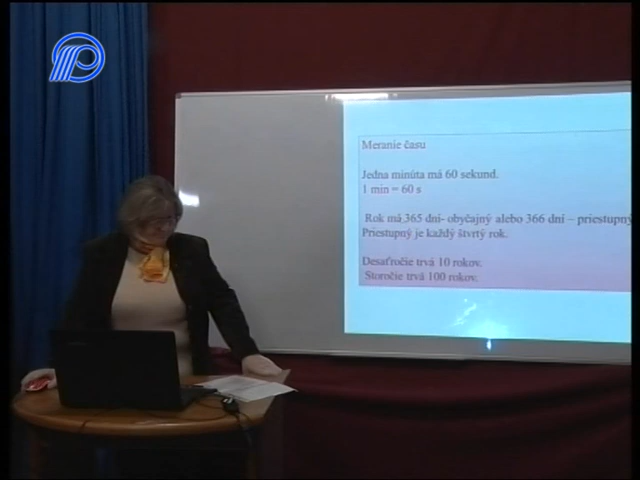 Meranie času
Jedna minúta má 60 sekund.
1 min = 60 s
Rok má 365 dní- obyčajný alebo 366 dní – priestupný
Priestupný je každý štvrtý rok.
Desaťročie trvá 10 rokov.
Storočie trvá 100 rokov.